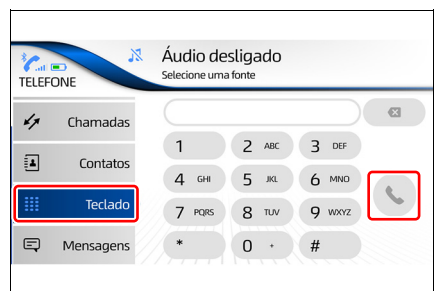 Áudio desligado
Selecione uma fonte
TELEFONE
Chamadas
Contatos
Teclado
Mensagens
1
2 ABC
3 DEF
4 GHI
5 JKL
6 MNO
7 PQRS
8 TUV
9 WXYZ
*
0 +
#